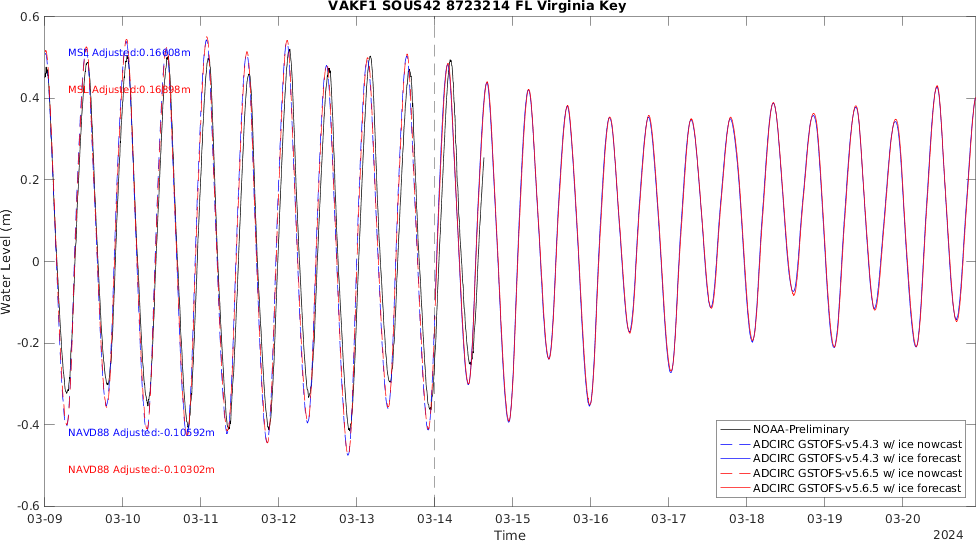 VAKF1 SOUS42 8723214 FL Virginia Key
0.6
0.4
0.2
0
-0.2
-0.4
-0.6
Water Level (m)
MSL Adjusted:0.16608m
MSL Adjusted:0.16898m
NAVD88 Adjusted:-0.10592m
NAVD88 Adjusted:-0.10302m
NOAA-Preliminary
ADCIRC GSTOFS-v5.4.3 w/ ice nowcast
ADCIRC GSTOFS-v5.4.3 w/ ice forecast
ADCIRC GSTOFS-v5.6.5 w/ ice nowcast
ADCIRC GSTOFS-v5.6.5 w/ ice forecast
03-09 03-10 03-11 03-12 03-13 03-14 03-15 03-16 03-17 03-18 03-19 03-20
Time
2024